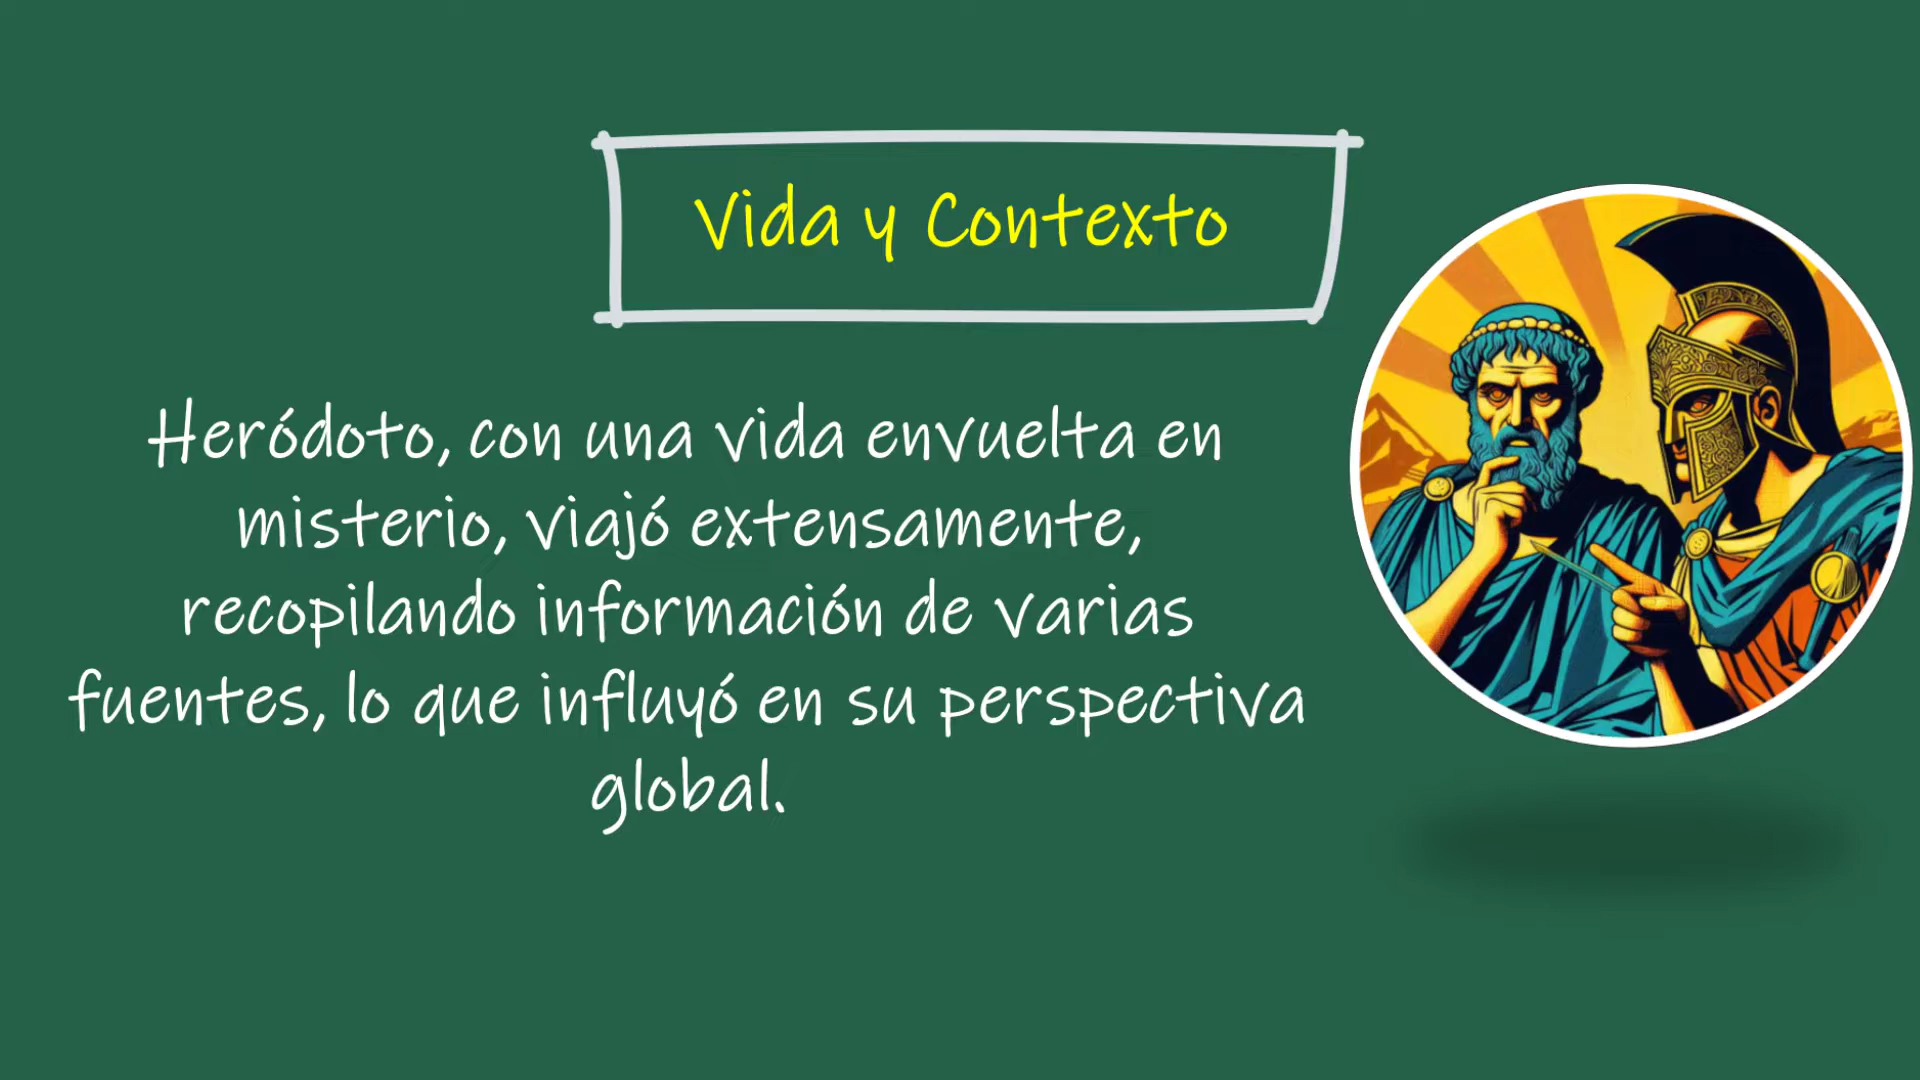 Vida y Contexto
Heródoto, con una vida envuelta en
misterio, viajó extensamente,
recopilando información de varias
fuentes, lo que influyó en su perspectiva
global.